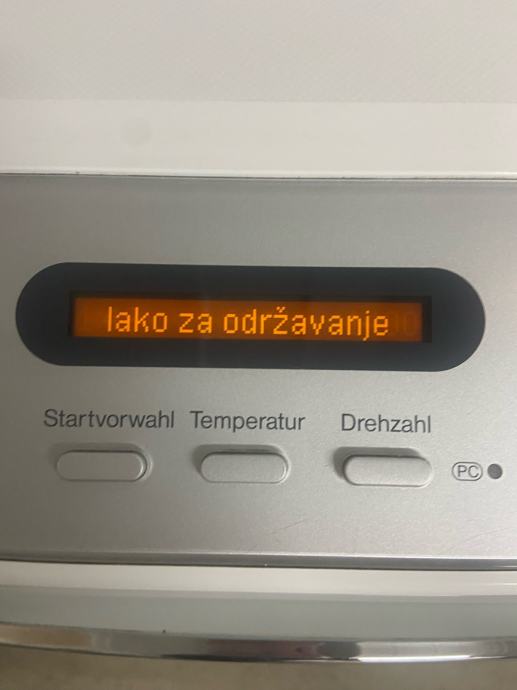 lako za održavanje
Startvorwahl Temperatur Drehzahl
PC